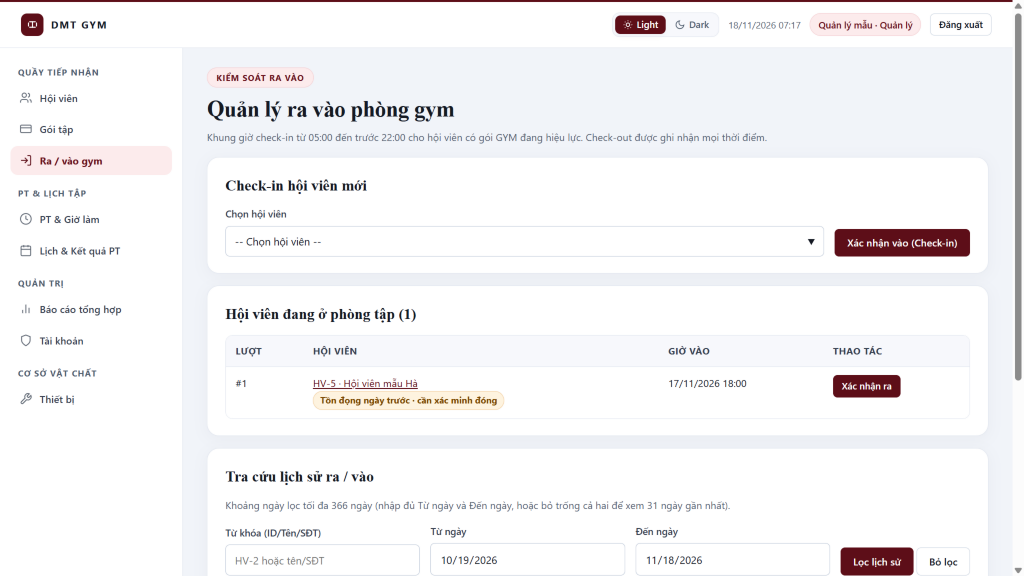 DMT GYM
Light
Dark
18/11/2026 07:17
Quản lý mẫu · Quản lý
Đăng xuất
QUẦY TIẾP NHẬN
Hội viên
Gói tập
Ra / vào gym
PT & LỊCH TẬP
PT & Giờ làm
Lịch & Kết quả PT
QUẢN TRỊ
Báo cáo tổng hợp
Tài khoản
CƠ SỞ VẬT CHẤT
Thiết bị
KIỂM SOÁT RA VÀO
Quản lý ra vào phòng gym
Khung giờ check-in từ 05:00 đến trước 22:00 cho hội viên có gói GYM đang hiệu lực. Check-out được ghi nhận mọi thời điểm.
Check-in hội viên mới
Chọn hội viên
-- Chọn hội viên --
Xác nhận vào (Check-in)
Hội viên đang ở phòng tập (1)
LƯỢT HỘI VIÊN GIỜ VÀO THAO TÁC
#1 HV-5 · Hội viên mẫu Hà 17/11/2026 18:00 Xác nhận ra
Tồn đọng ngày trước · cần xác minh đóng
Tra cứu lịch sử ra / vào
Khoảng ngày lọc tối đa 366 ngày (nhập đủ Từ ngày và Đến ngày, hoặc bỏ trống cả hai để xem 31 ngày gần nhất).
Từ khóa (ID/Tên/SĐT) Từ ngày Đến ngày
HV-2 hoặc tên/SĐT 10/19/2026 11/18/2026 Lọc lịch sử Bỏ lọc